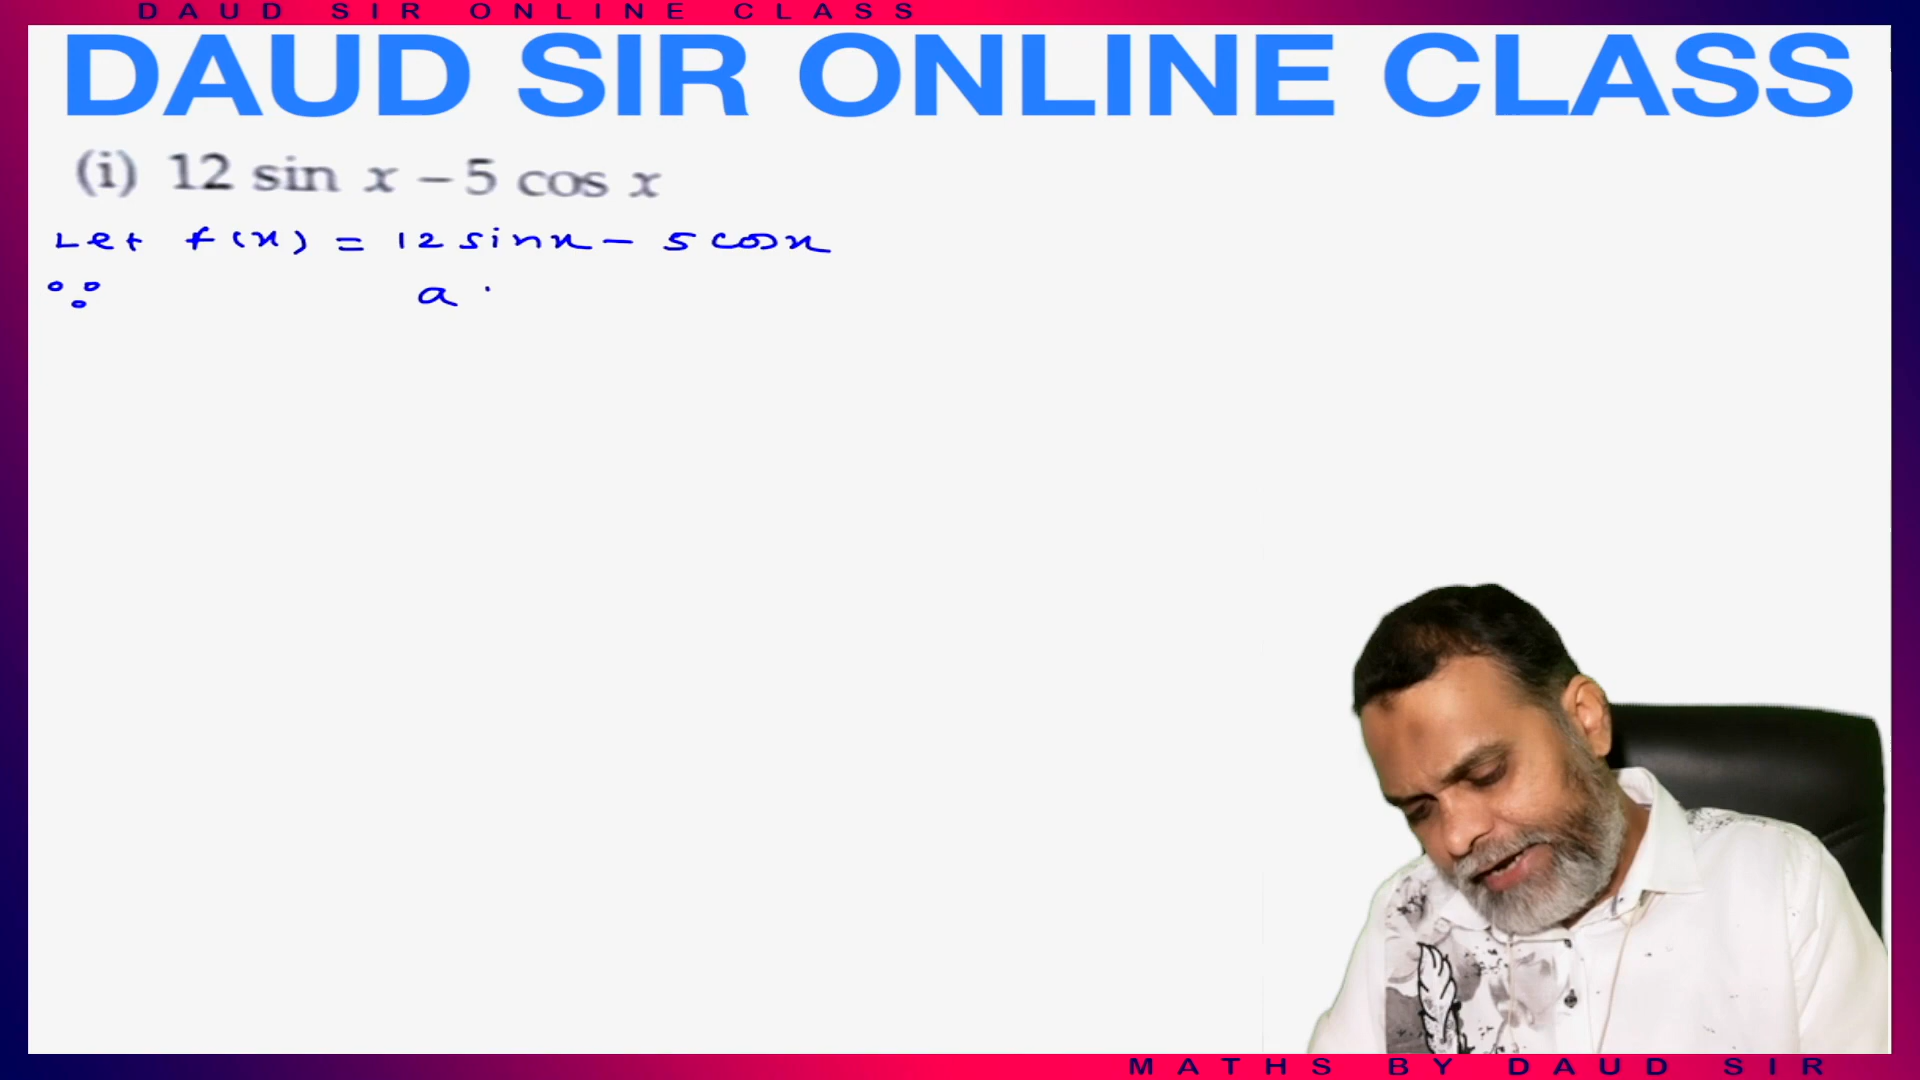 DAUD SIR ONLINE CLASS
DAUD SIR ONLINE CLASS
(i) 12 sin x – 5 cos x
Let f(x) = 12 sinx – 5 cosx
∵ a
MATHS BY DAUD SIR